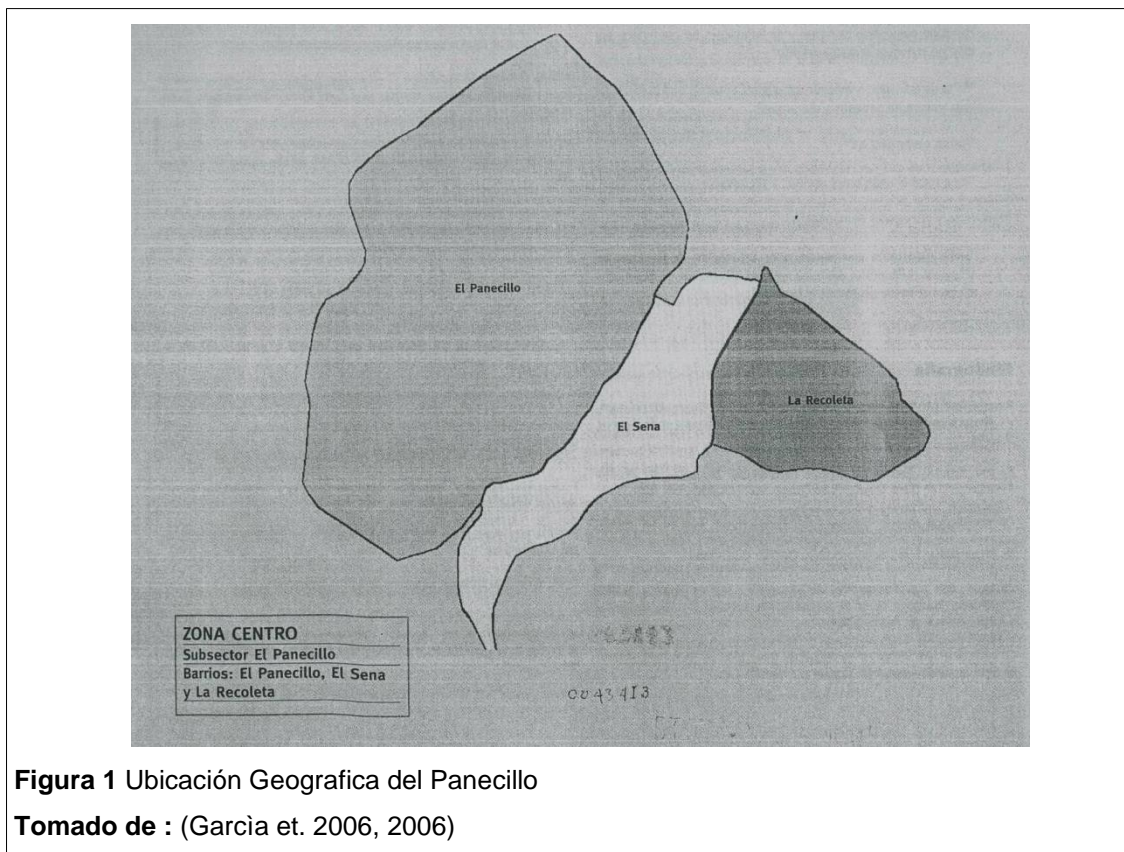 El Panecillo
La Recoleta
El Sena
ZONA CENTRO
Subsector El Panecillo
Barrios: El Panecillo, El Sena
y La Recoleta
0043413
Figura 1 Ubicación Geografica del Panecillo
Tomado de : (Garcìa et. 2006, 2006)